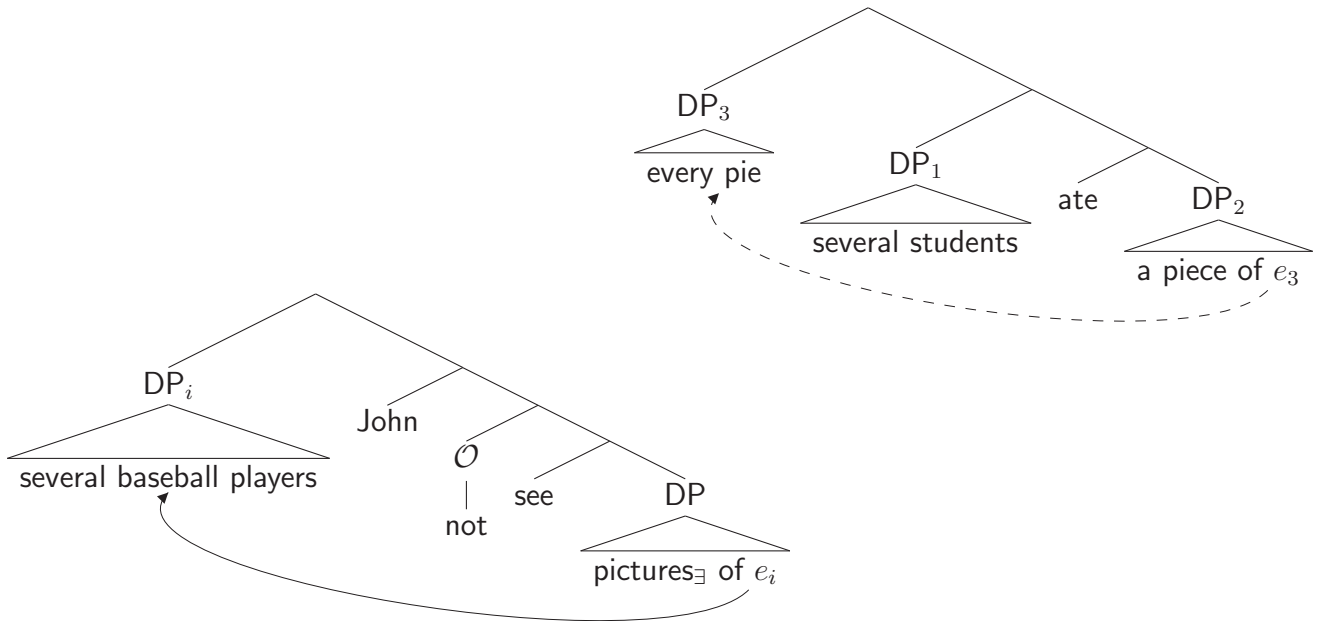 DP₃
every pie
DP₁
several students
ate
DP₂
a piece of e₃
DPᵢ
several baseball players
John
𝒪
not
see
DP
pictures∃ of eᵢ